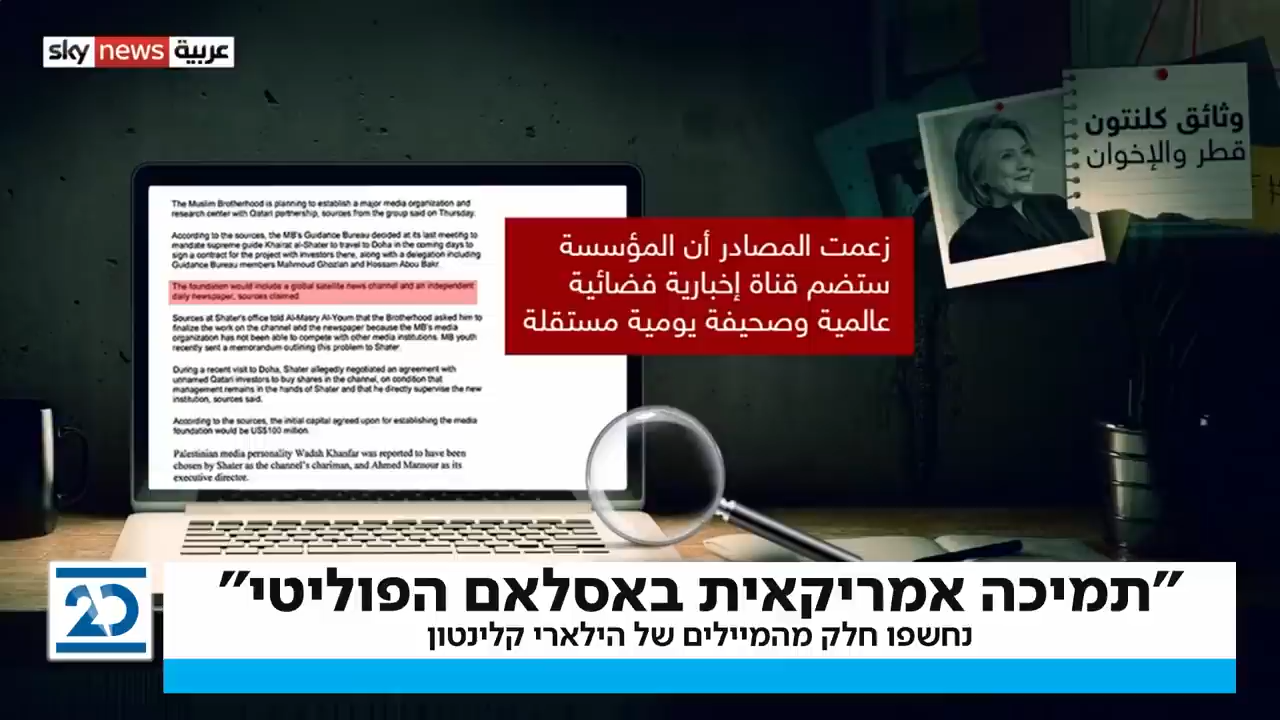 sky news عربية
وثائق كلنتون
قطر والإخوان
The Muslim Brotherhood is planning to establish a major media organization and
research center with Qatari partnership, sources from the group said on Thursday.
According to the sources, the MB's Guidance Bureau decided at its last meeting to
mandate supreme guide Khairat al-Shater to travel to Doha in the coming days to
sign a contract for the project with investors there, along with a delegation including
Guidance Bureau members Mahmoud Ghozlan and Hossam Abou Bakr.
The foundation would include a global satellite news channel and an independent
daily newspaper, sources claimed.
Sources at Shater's office told Al-Masry Al-Youm that the Brotherhood asked him to
finalize the work on the channel and the newspaper because the MB's media
organization has not been able to compete with other media institutions. MB youth
recently sent a memorandum outlining this problem to Shater.
During a recent visit to Doha, Shater allegedly negotiated an agreement with
unnamed Qatari investors to buy shares in the channel, on condition that
management remains in the hands of Shater and that he directly supervise the new
institution, sources said.
According to the sources, the initial capital agreed upon for establishing the media
foundation would be US$100 million.
Palestinian media personality Wadah Khanfar was reported to have been
chosen by Shater as the channel's chariman, and Ahmed Mansour as its
executive director.
زعمت المصادر أن المؤسسة
ستضم قناة إخبارية فضائية
عالمية وصحيفة يومية مستقلة
20
"תמיכה אמריקאית באסלאם הפוליטי"
נחשפו חלק מהמיילים של הילארי קלינטון